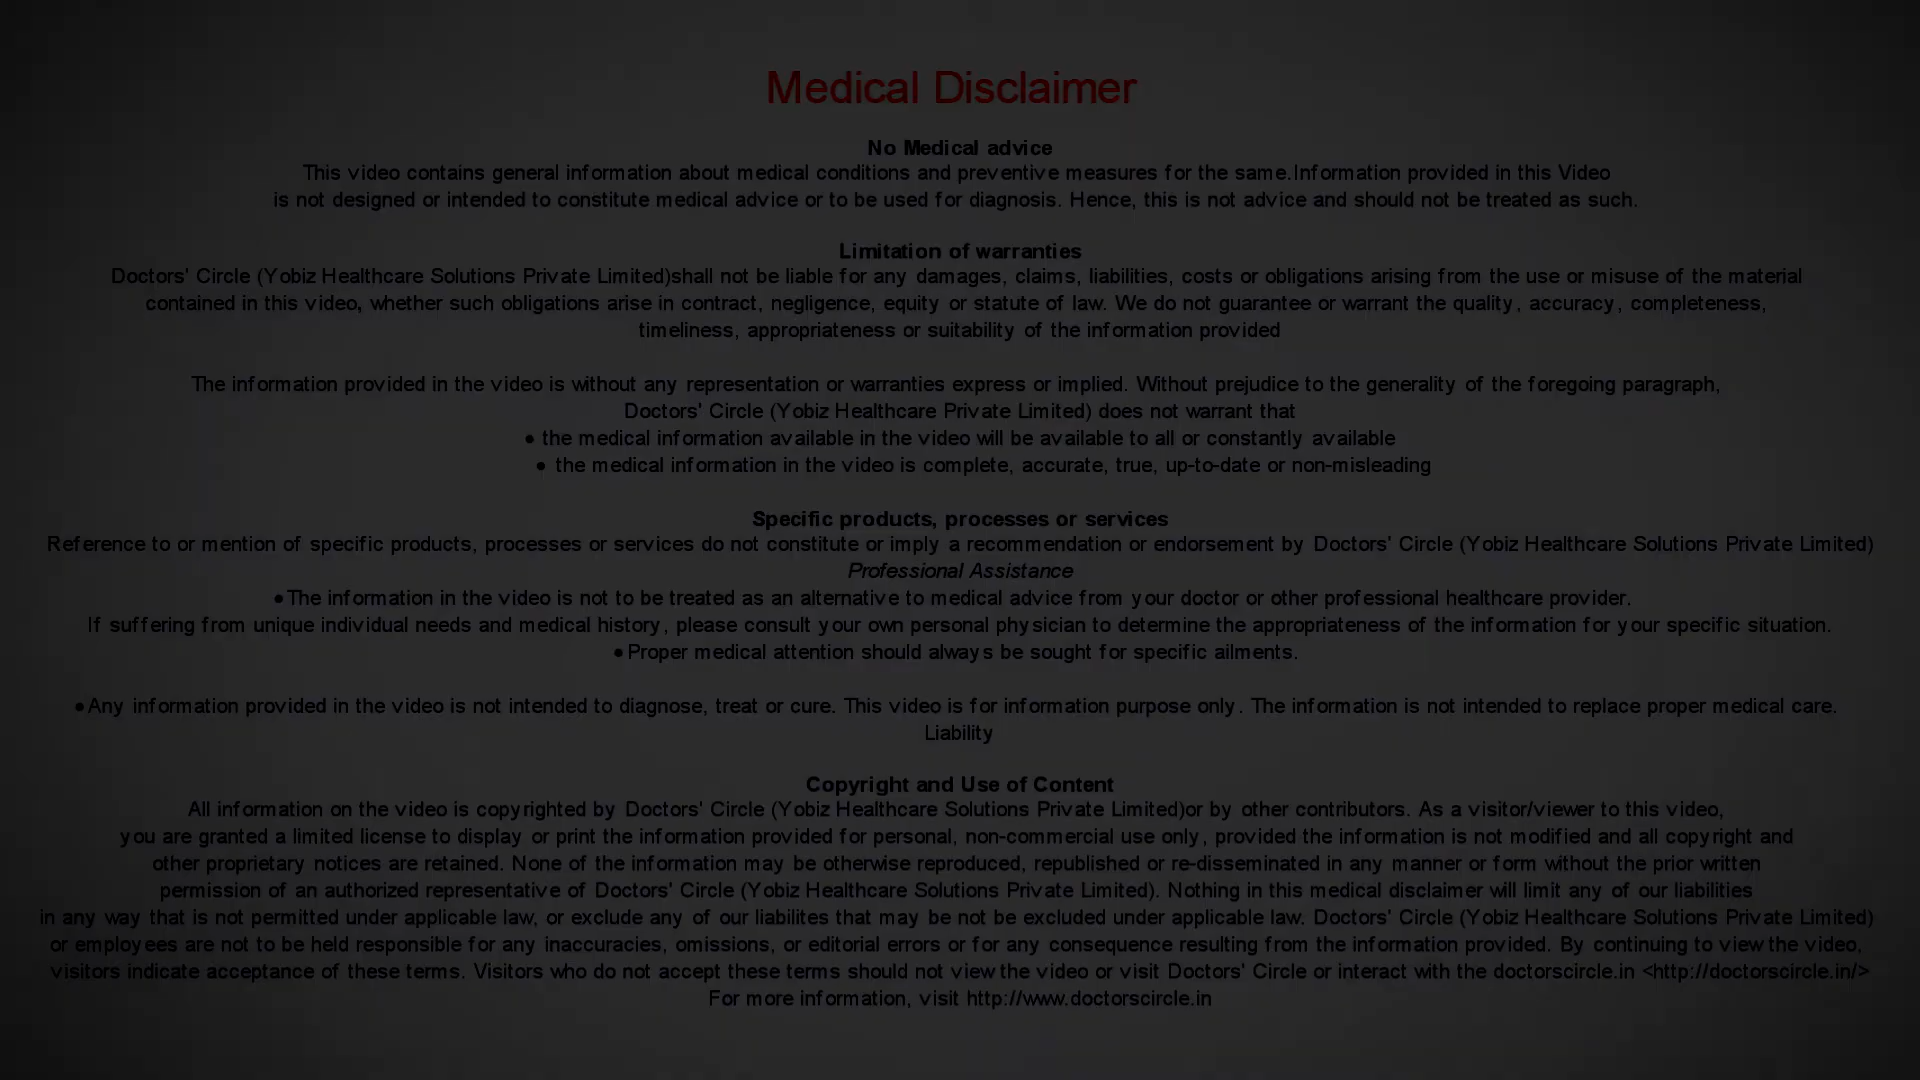 Medical Disclaimer
No Medical advice
This video contains general information about medical conditions and preventive measures for the same.Information provided in this Video
is not designed or intended to constitute medical advice or to be used for diagnosis. Hence, this is not advice and should not be treated as such.
Limitation of warranties
Doctors' Circle (Yobiz Healthcare Solutions Private Limited)shall not be liable for any damages, claims, liabilities, costs or obligations arising from the use or misuse of the material
contained in this video, whether such obligations arise in contract, negligence, equity or statute of law. We do not guarantee or warrant the quality, accuracy, completeness,
timeliness, appropriateness or suitability of the information provided
The information provided in the video is without any representation or warranties express or implied. Without prejudice to the generality of the foregoing paragraph,
Doctors' Circle (Yobiz Healthcare Private Limited) does not warrant that
● the medical information available in the video will be available to all or constantly available
● the medical information in the video is complete, accurate, true, up-to-date or non-misleading
Specific products, processes or services
Reference to or mention of specific products, processes or services do not constitute or imply a recommendation or endorsement by Doctors' Circle (Yobiz Healthcare Solutions Private Limited)
Professional Assistance
●The information in the video is not to be treated as an alternative to medical advice from your doctor or other professional healthcare provider.
If suffering from unique individual needs and medical history, please consult your own personal physician to determine the appropriateness of the information for your specific situation.
●Proper medical attention should always be sought for specific ailments.
●Any information provided in the video is not intended to diagnose, treat or cure. This video is for information purpose only. The information is not intended to replace proper medical care.
Liability
Copyright and Use of Content
All information on the video is copyrighted by Doctors' Circle (Yobiz Healthcare Solutions Private Limited)or by other contributors. As a visitor/viewer to this video,
you are granted a limited license to display or print the information provided for personal, non-commercial use only, provided the information is not modified and all copyright and
other proprietary notices are retained. None of the information may be otherwise reproduced, republished or re-disseminated in any manner or form without the prior written
permission of an authorized representative of Doctors' Circle (Yobiz Healthcare Solutions Private Limited). Nothing in this medical disclaimer will limit any of our liabilities
in any way that is not permitted under applicable law, or exclude any of our liabilites that may be not be excluded under applicable law. Doctors' Circle (Yobiz Healthcare Solutions Private Limited)
or employees are not to be held responsible for any inaccuracies, omissions, or editorial errors or for any consequence resulting from the information provided. By continuing to view the video,
visitors indicate acceptance of these terms. Visitors who do not accept these terms should not view the video or visit Doctors' Circle or interact with the doctorscircle.in <http://doctorscircle.in/>
For more information, visit http://www.doctorscircle.in